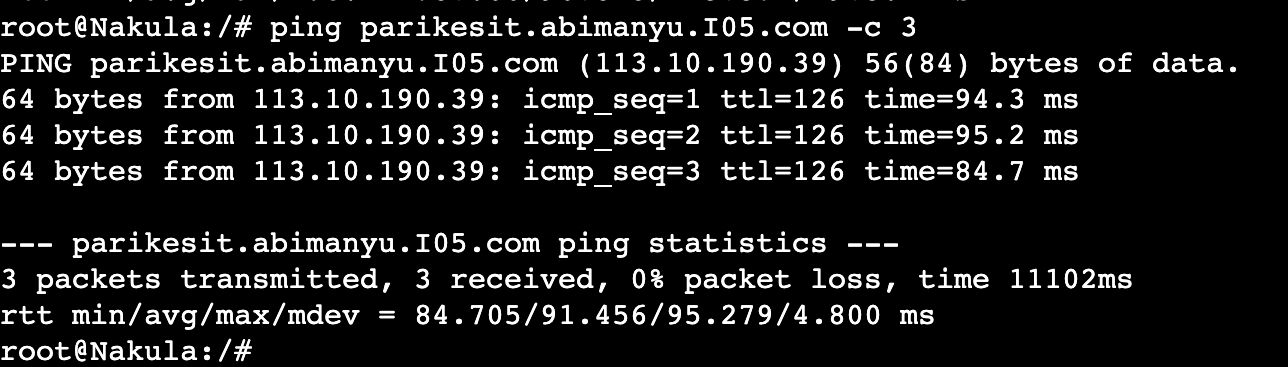 root@Nakula:/# ping parikesit.abimanyu.I05.com -c 3
PING parikesit.abimanyu.I05.com (113.10.190.39) 56(84) bytes of data.
64 bytes from 113.10.190.39: icmp_seq=1 ttl=126 time=94.3 ms
64 bytes from 113.10.190.39: icmp_seq=2 ttl=126 time=95.2 ms
64 bytes from 113.10.190.39: icmp_seq=3 ttl=126 time=84.7 ms

--- parikesit.abimanyu.I05.com ping statistics ---
3 packets transmitted, 3 received, 0% packet loss, time 11102ms
rtt min/avg/max/mdev = 84.705/91.456/95.279/4.800 ms
root@Nakula:/#